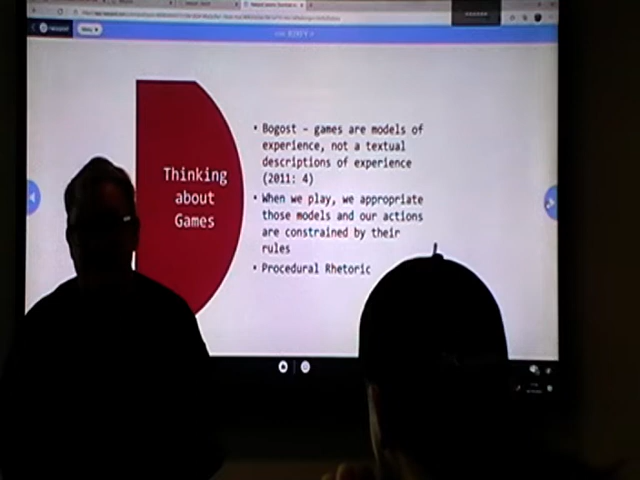 Thinking
about
Games
• Bogost – games are models of
experience, not a textual
descriptions of experience
(2011: 4)
• When we play, we appropriate
those models and our actions
are constrained by their
rules
• Procedural Rhetoric